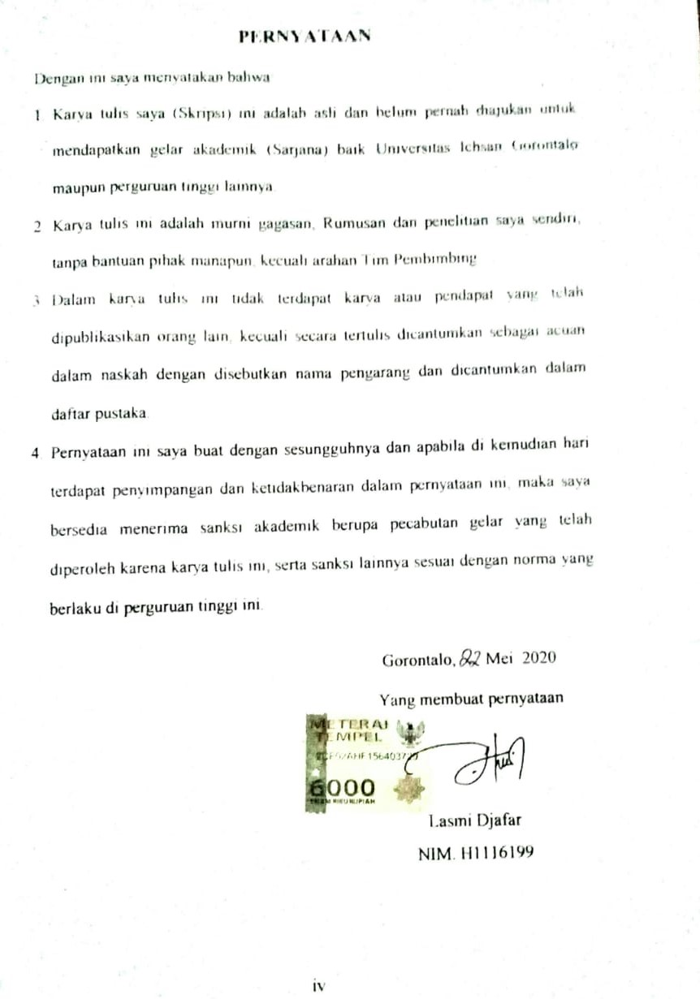 PERNYATAAN
Dengan ini saya menyatakan bahwa
1 Karya tulis saya (Skripsi) ini adalah asli dan belum pernah diajukan untuk
mendapatkan gelar akademik (Sarjana) baik Universitas Ichsan Gorontalo
maupun perguruan tinggi lainnya.
2 Karya tulis ini adalah murni gagasan, Rumusan dan penelitian saya sendiri,
tanpa bantuan pihak manapun, kecuali arahan Tim Pembimbing
3 Dalam karya tulis ini tidak terdapat karya atau pendapat yang telah
dipublikasikan orang lain, kecuali secara tertulis dicantumkan sebagai acuan
dalam naskah dengan disebutkan nama pengarang dan dicantumkan dalam
daftar pustaka.
4 Pernyataan ini saya buat dengan sesungguhnya dan apabila di kemudian hari
terdapat penyimpangan dan ketidakbenaran dalam pernyataan ini, maka saya
bersedia menerima sanksi akademik berupa pecabutan gelar yang telah
diperoleh karena karya tulis ini, serta sanksi lainnya sesuai dengan norma yang
berlaku di perguruan tinggi ini.
Gorontalo, 22 Mei 2020
Yang membuat pernyataan
METERAI
TEMPEL
6000
ENAM RIBU RUPIAH
Lasmi Djafar
NIM. H1116199
iv